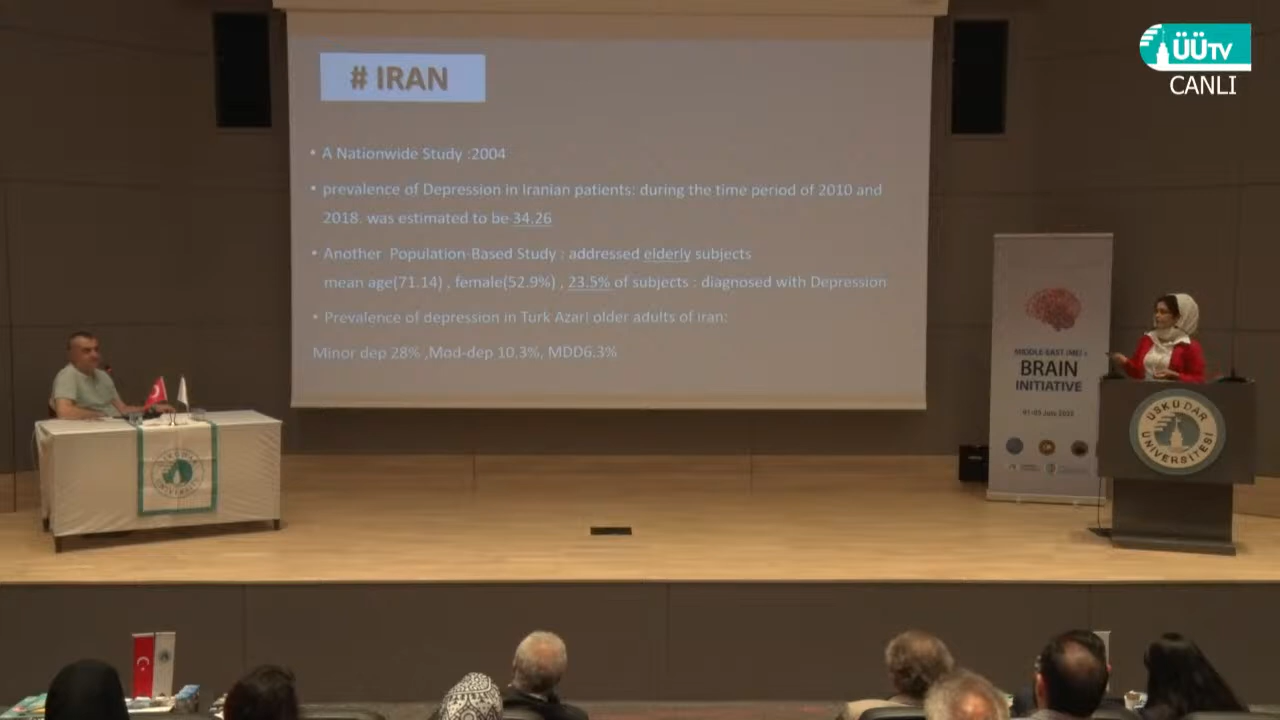 ÜÜTV
CANLI
# IRAN
• A Nationwide Study :2004
• prevalence of Depression in Iranian patients: during the time period of 2010 and
2018. was estimated to be 34.26
• Another Population-Based Study : addressed elderly subjects
mean age(71.14) , female(52.9%) , 23.5% of subjects : diagnosed with Depression
• Prevalence of depression in Turk Azari older adults of iran:
Minor dep 28% ,Mod-dep 10.3%, MDD6.3%
MIDDLE EAST
BRAIN
INITIATIVE
ÜSKÜDAR
ÜNİVERSİTESİ